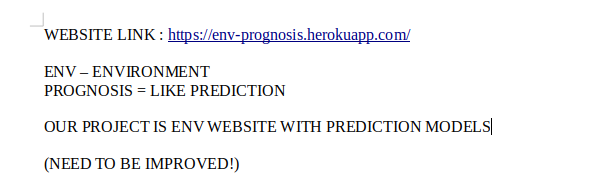 WEBSITE LINK : https://env-prognosis.herokuapp.com/
ENV – ENVIRONMENT
PROGNOSIS = LIKE PREDICTION
OUR PROJECT IS ENV WEBSITE WITH PREDICTION MODELS
(NEED TO BE IMPROVED!)